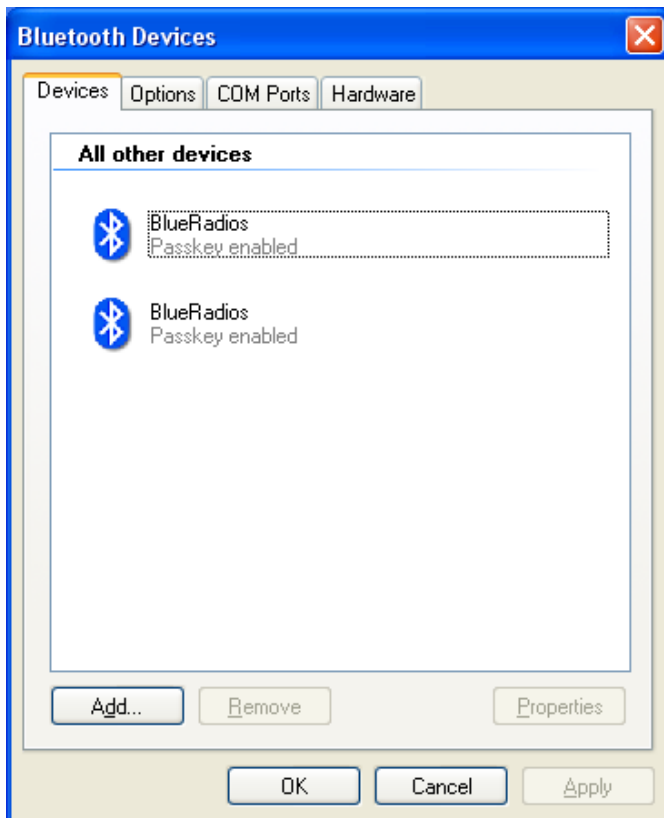 Bluetooth Devices
Devices Options COM Ports Hardware
All other devices
BlueRadios
Passkey enabled
BlueRadios
Passkey enabled
Add... Remove Properties
OK Cancel Apply